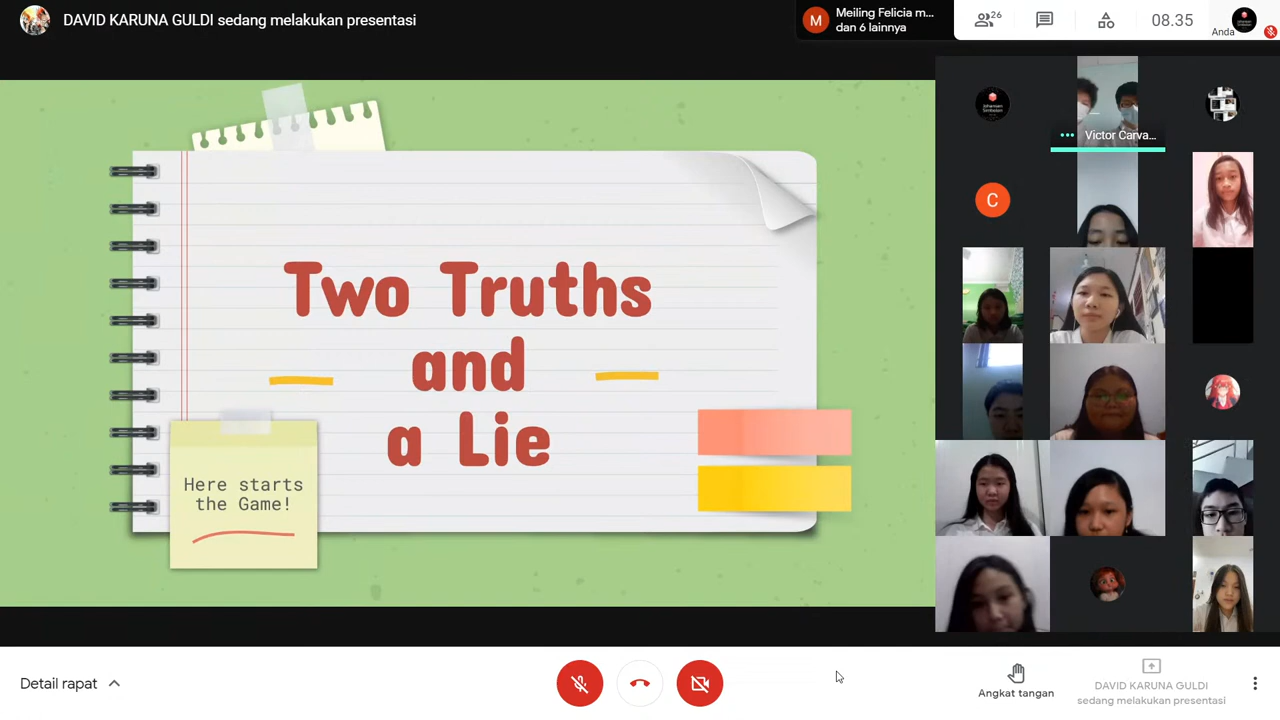 DAVID KARUNA GULDI sedang melakukan presentasi
M
Meiling Felicia m...
dan 6 lainnya
26
08.35
Anda
Victor Carva...
C
Two Truths
and
a Lie
Here starts
the Game!
Detail rapat
Angkat tangan
DAVID KARUNA GULDI
sedang melakukan presentasi